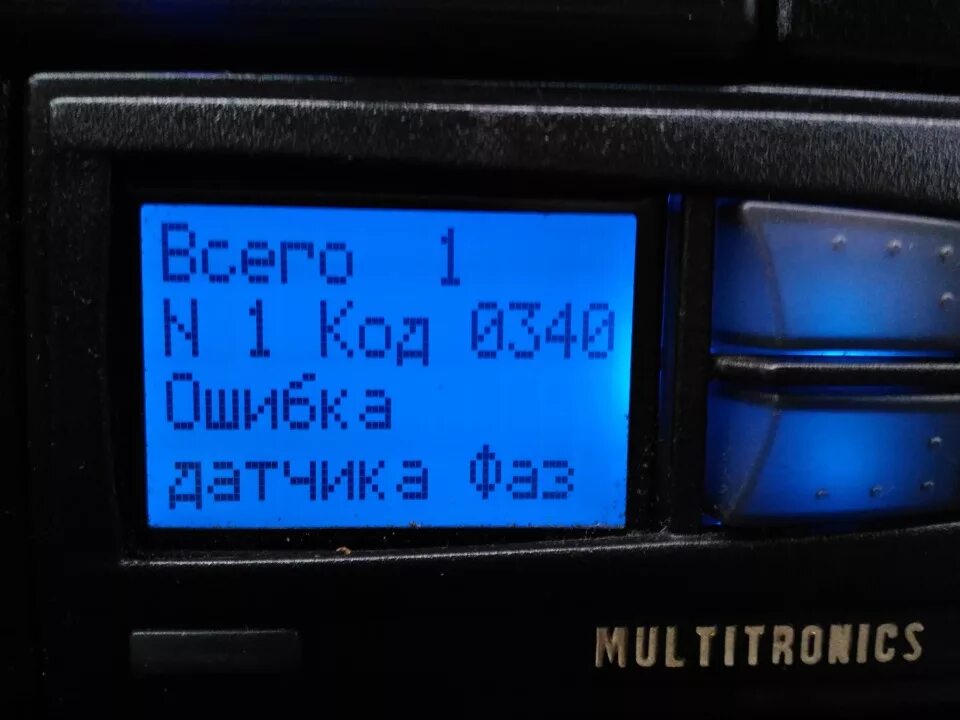 Всего 1
N 1 Код 0340
Ошибка
датчика Фаз
MULTITRONICS